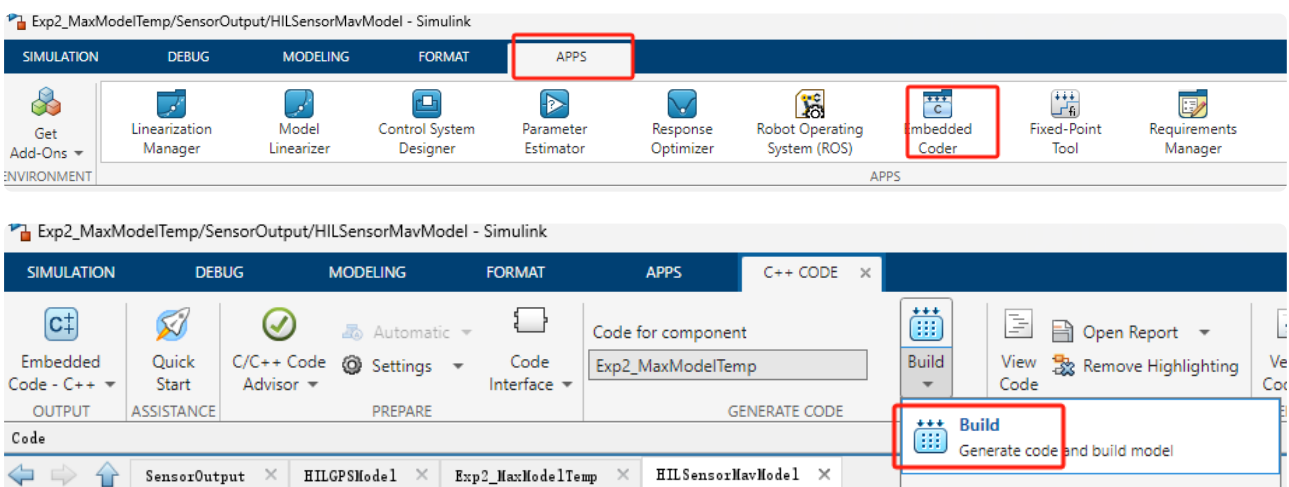 Exp2_MaxModelTemp/SensorOutput/HILSensorMavModel - Simulink
SIMULATION DEBUG MODELING FORMAT APPS
Get Add-Ons
Linearization Manager
Model Linearizer
Control System Designer
Parameter Estimator
Response Optimizer
Robot Operating System (ROS)
Embedded Coder
Fixed-Point Tool
Requirements Manager
ENVIRONMENT APPS
Exp2_MaxModelTemp/SensorOutput/HILSensorMavModel - Simulink
SIMULATION DEBUG MODELING FORMAT APPS C++ CODE
Embedded Code - C++
Quick Start
C/C++ Code Advisor
Automatic
Settings
Code Interface
Code for component
Exp2_MaxModelTemp
Build
View Code
Open Report
Remove Highlighting
OUTPUT ASSISTANCE PREPARE GENERATE CODE
Build
Generate code and build model
Code
SensorOutput HILGPSModel Exp2_MaxModelTemp HILSensorMavModel